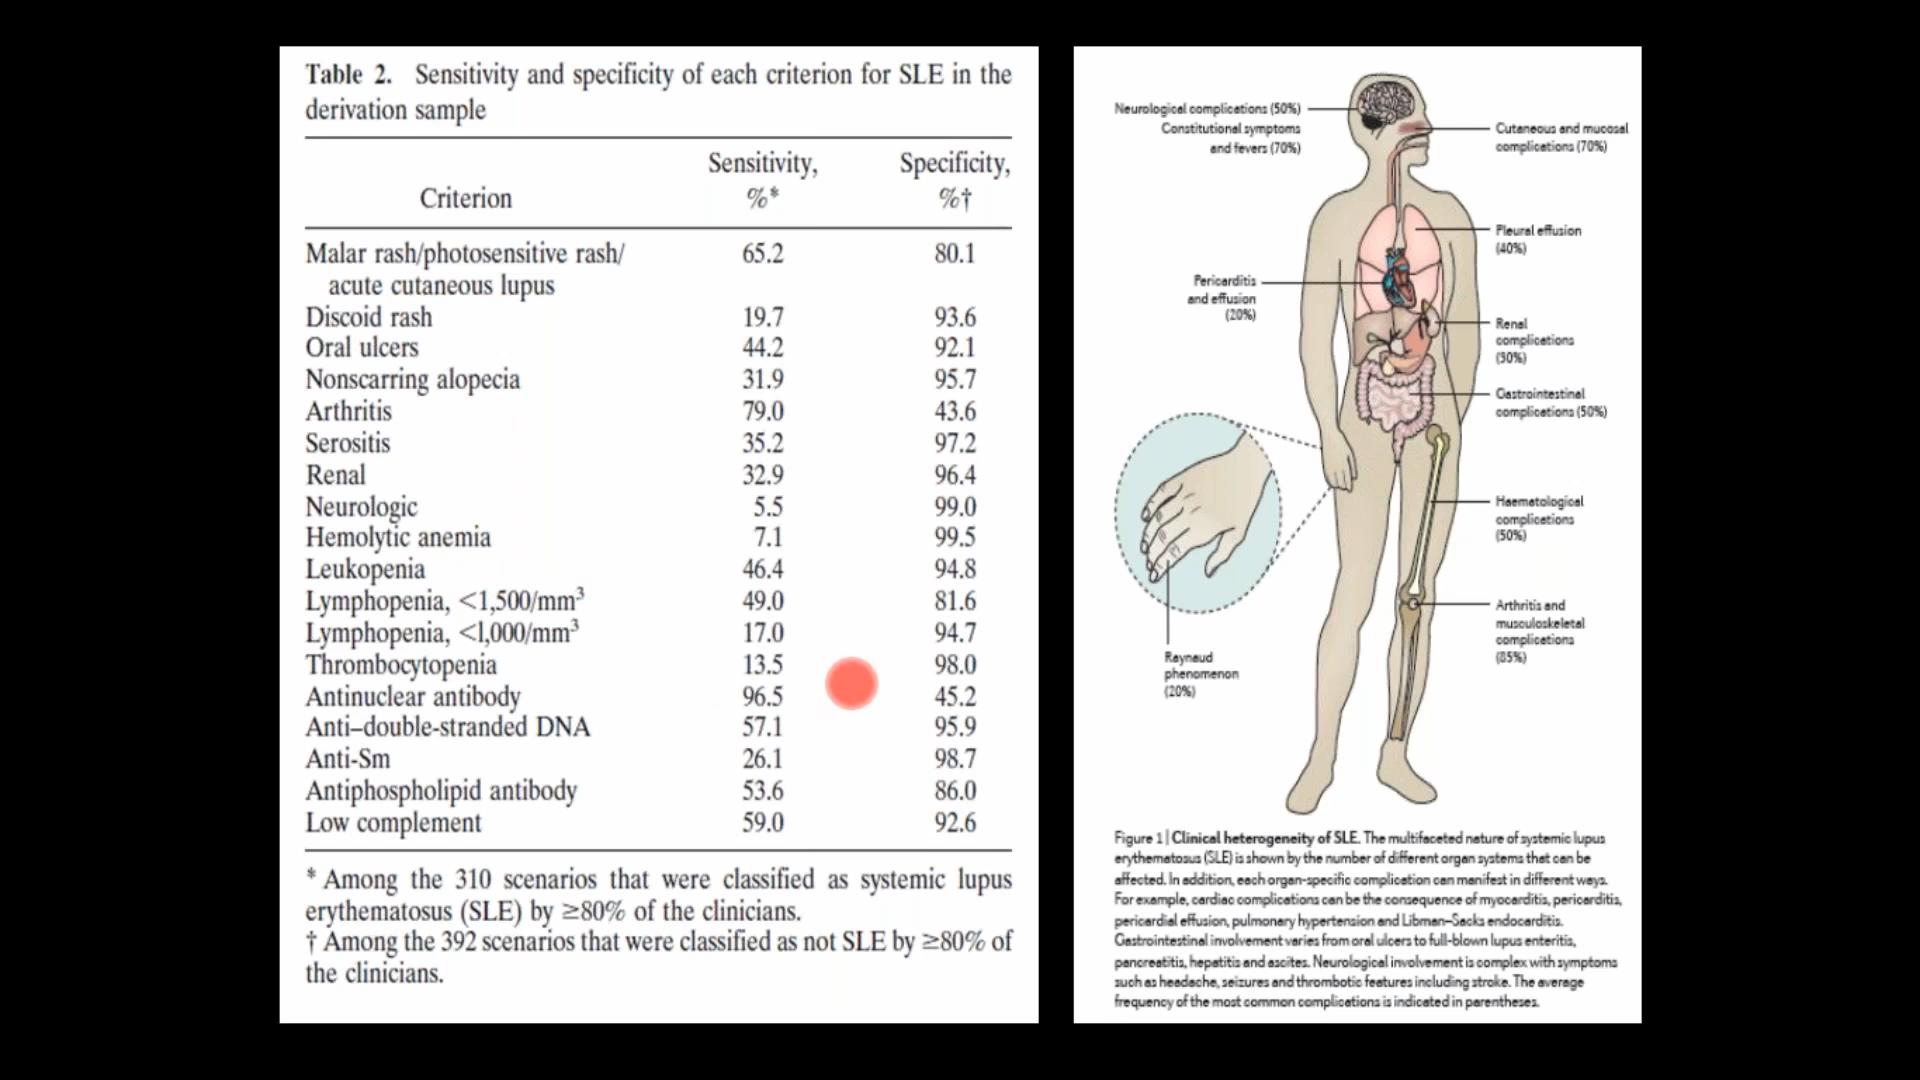 Table 2. Sensitivity and specificity of each criterion for SLE in the
derivation sample
Criterion Sensitivity, %* Specificity, %†
Malar rash/photosensitive rash/
acute cutaneous lupus 65.2 80.1
Discoid rash 19.7 93.6
Oral ulcers 44.2 92.1
Nonscarring alopecia 31.9 95.7
Arthritis 79.0 43.6
Serositis 35.2 97.2
Renal 32.9 96.4
Neurologic 5.5 99.0
Hemolytic anemia 7.1 99.5
Leukopenia 46.4 94.8
Lymphopenia, <1,500/mm³ 49.0 81.6
Lymphopenia, <1,000/mm³ 17.0 94.7
Thrombocytopenia 13.5 98.0
Antinuclear antibody 96.5 45.2
Anti–double-stranded DNA 57.1 95.9
Anti-Sm 26.1 98.7
Antiphospholipid antibody 53.6 86.0
Low complement 59.0 92.6
* Among the 310 scenarios that were classified as systemic lupus
erythematosus (SLE) by ≥80% of the clinicians.
† Among the 392 scenarios that were classified as not SLE by ≥80% of
the clinicians.
Neurological complications (50%)
Constitutional symptoms
and fevers (70%)
Cutaneous and mucosal
complications (70%)
Pleural effusion
(40%)
Pericarditis
and effusion
(20%)
Renal
complications
(30%)
Gastrointestinal
complications (50%)
Haematological
complications
(50%)
Arthritis and
musculoskeletal
complications
(85%)
Raynaud
phenomenon
(20%)
Figure 1 | Clinical heterogeneity of SLE. The multifaceted nature of systemic lupus
erythematosus (SLE) is shown by the number of different organ systems that can be
affected. In addition, each organ-specific complication can manifest in different ways.
For example, cardiac complications can be the consequence of myocarditis, pericarditis,
pericardial effusion, pulmonary hypertension and Libman–Sacks endocarditis.
Gastrointestinal involvement varies from oral ulcers to full-blown lupus enteritis,
pancreatitis, hepatitis and ascites. Neurological involvement is complex with symptoms
such as headache, seizures and thrombotic features including stroke. The average
frequency of the most common complications is indicated in parentheses.